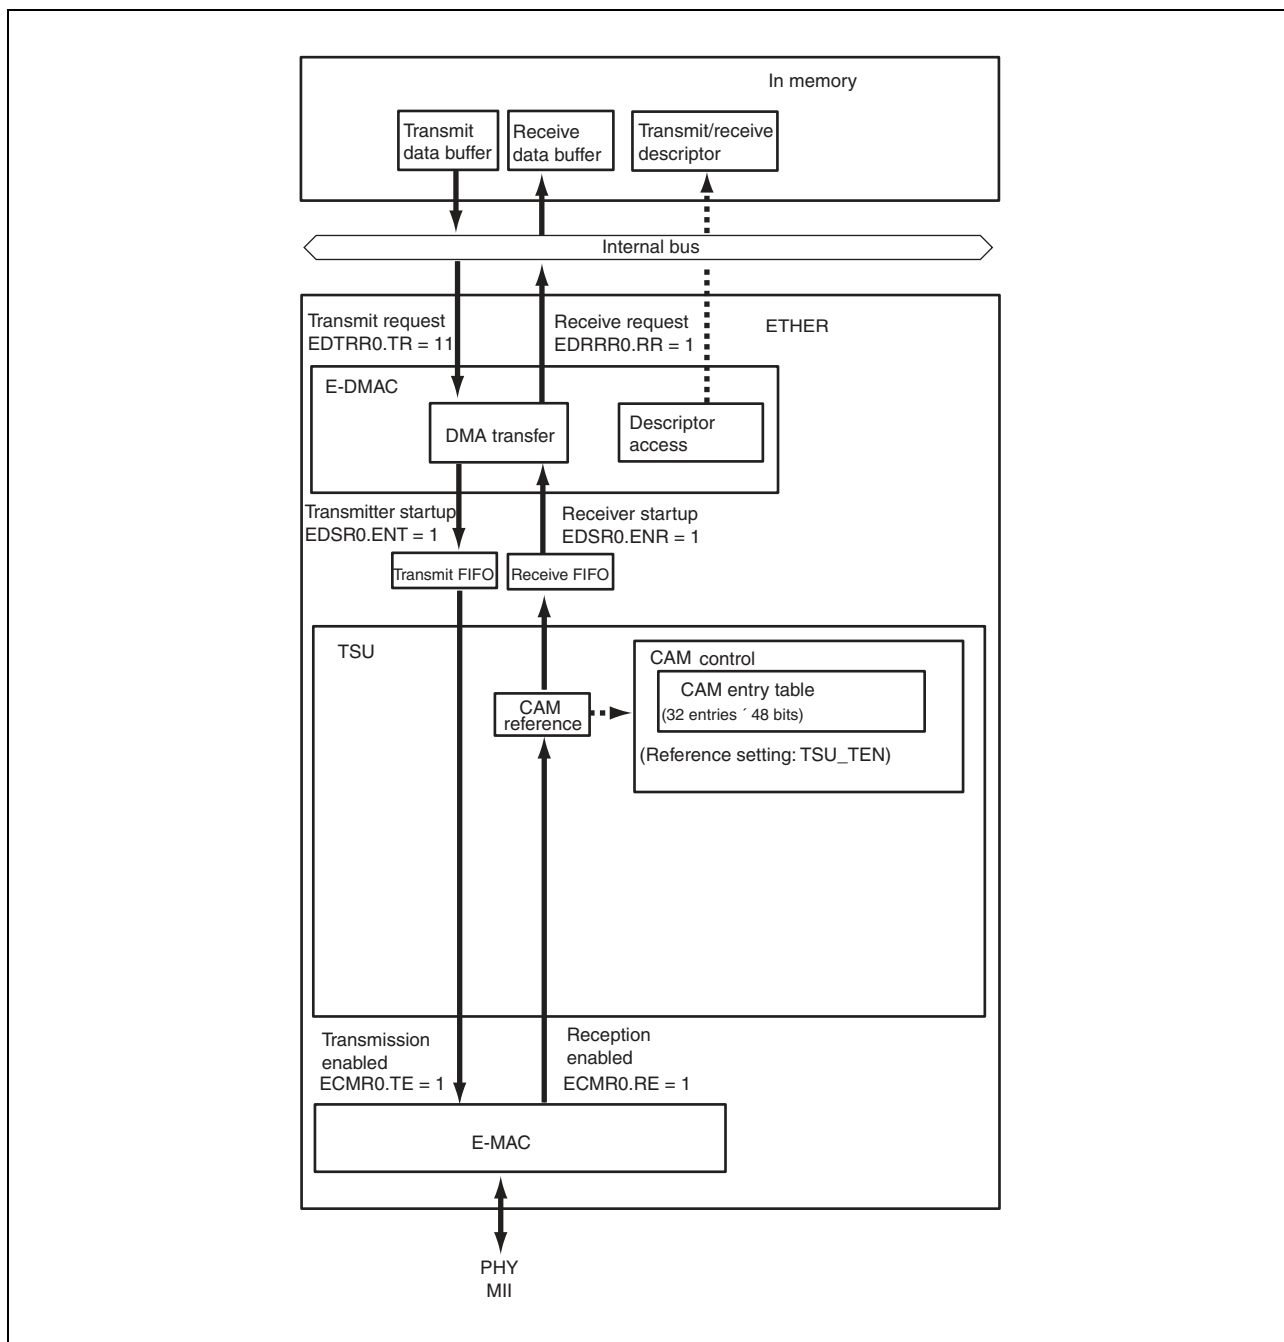 In memory
Transmit
data buffer
Receive
data buffer
Transmit/receive
descriptor
Internal bus
Transmit request
EDTRR0.TR = 11
Receive request
EDRRR0.RR = 1
ETHER
E-DMAC
DMA transfer
Descriptor
access
Transmitter startup
EDSR0.ENT = 1
Receiver startup
EDSR0.ENR = 1
Transmit FIFO
Receive FIFO
TSU
CAM control
CAM entry table
(32 entries ´ 48 bits)
CAM
reference
(Reference setting: TSU_TEN)
Transmission
enabled
ECMR0.TE = 1
Reception
enabled
ECMR0.RE = 1
E-MAC
PHY
MII